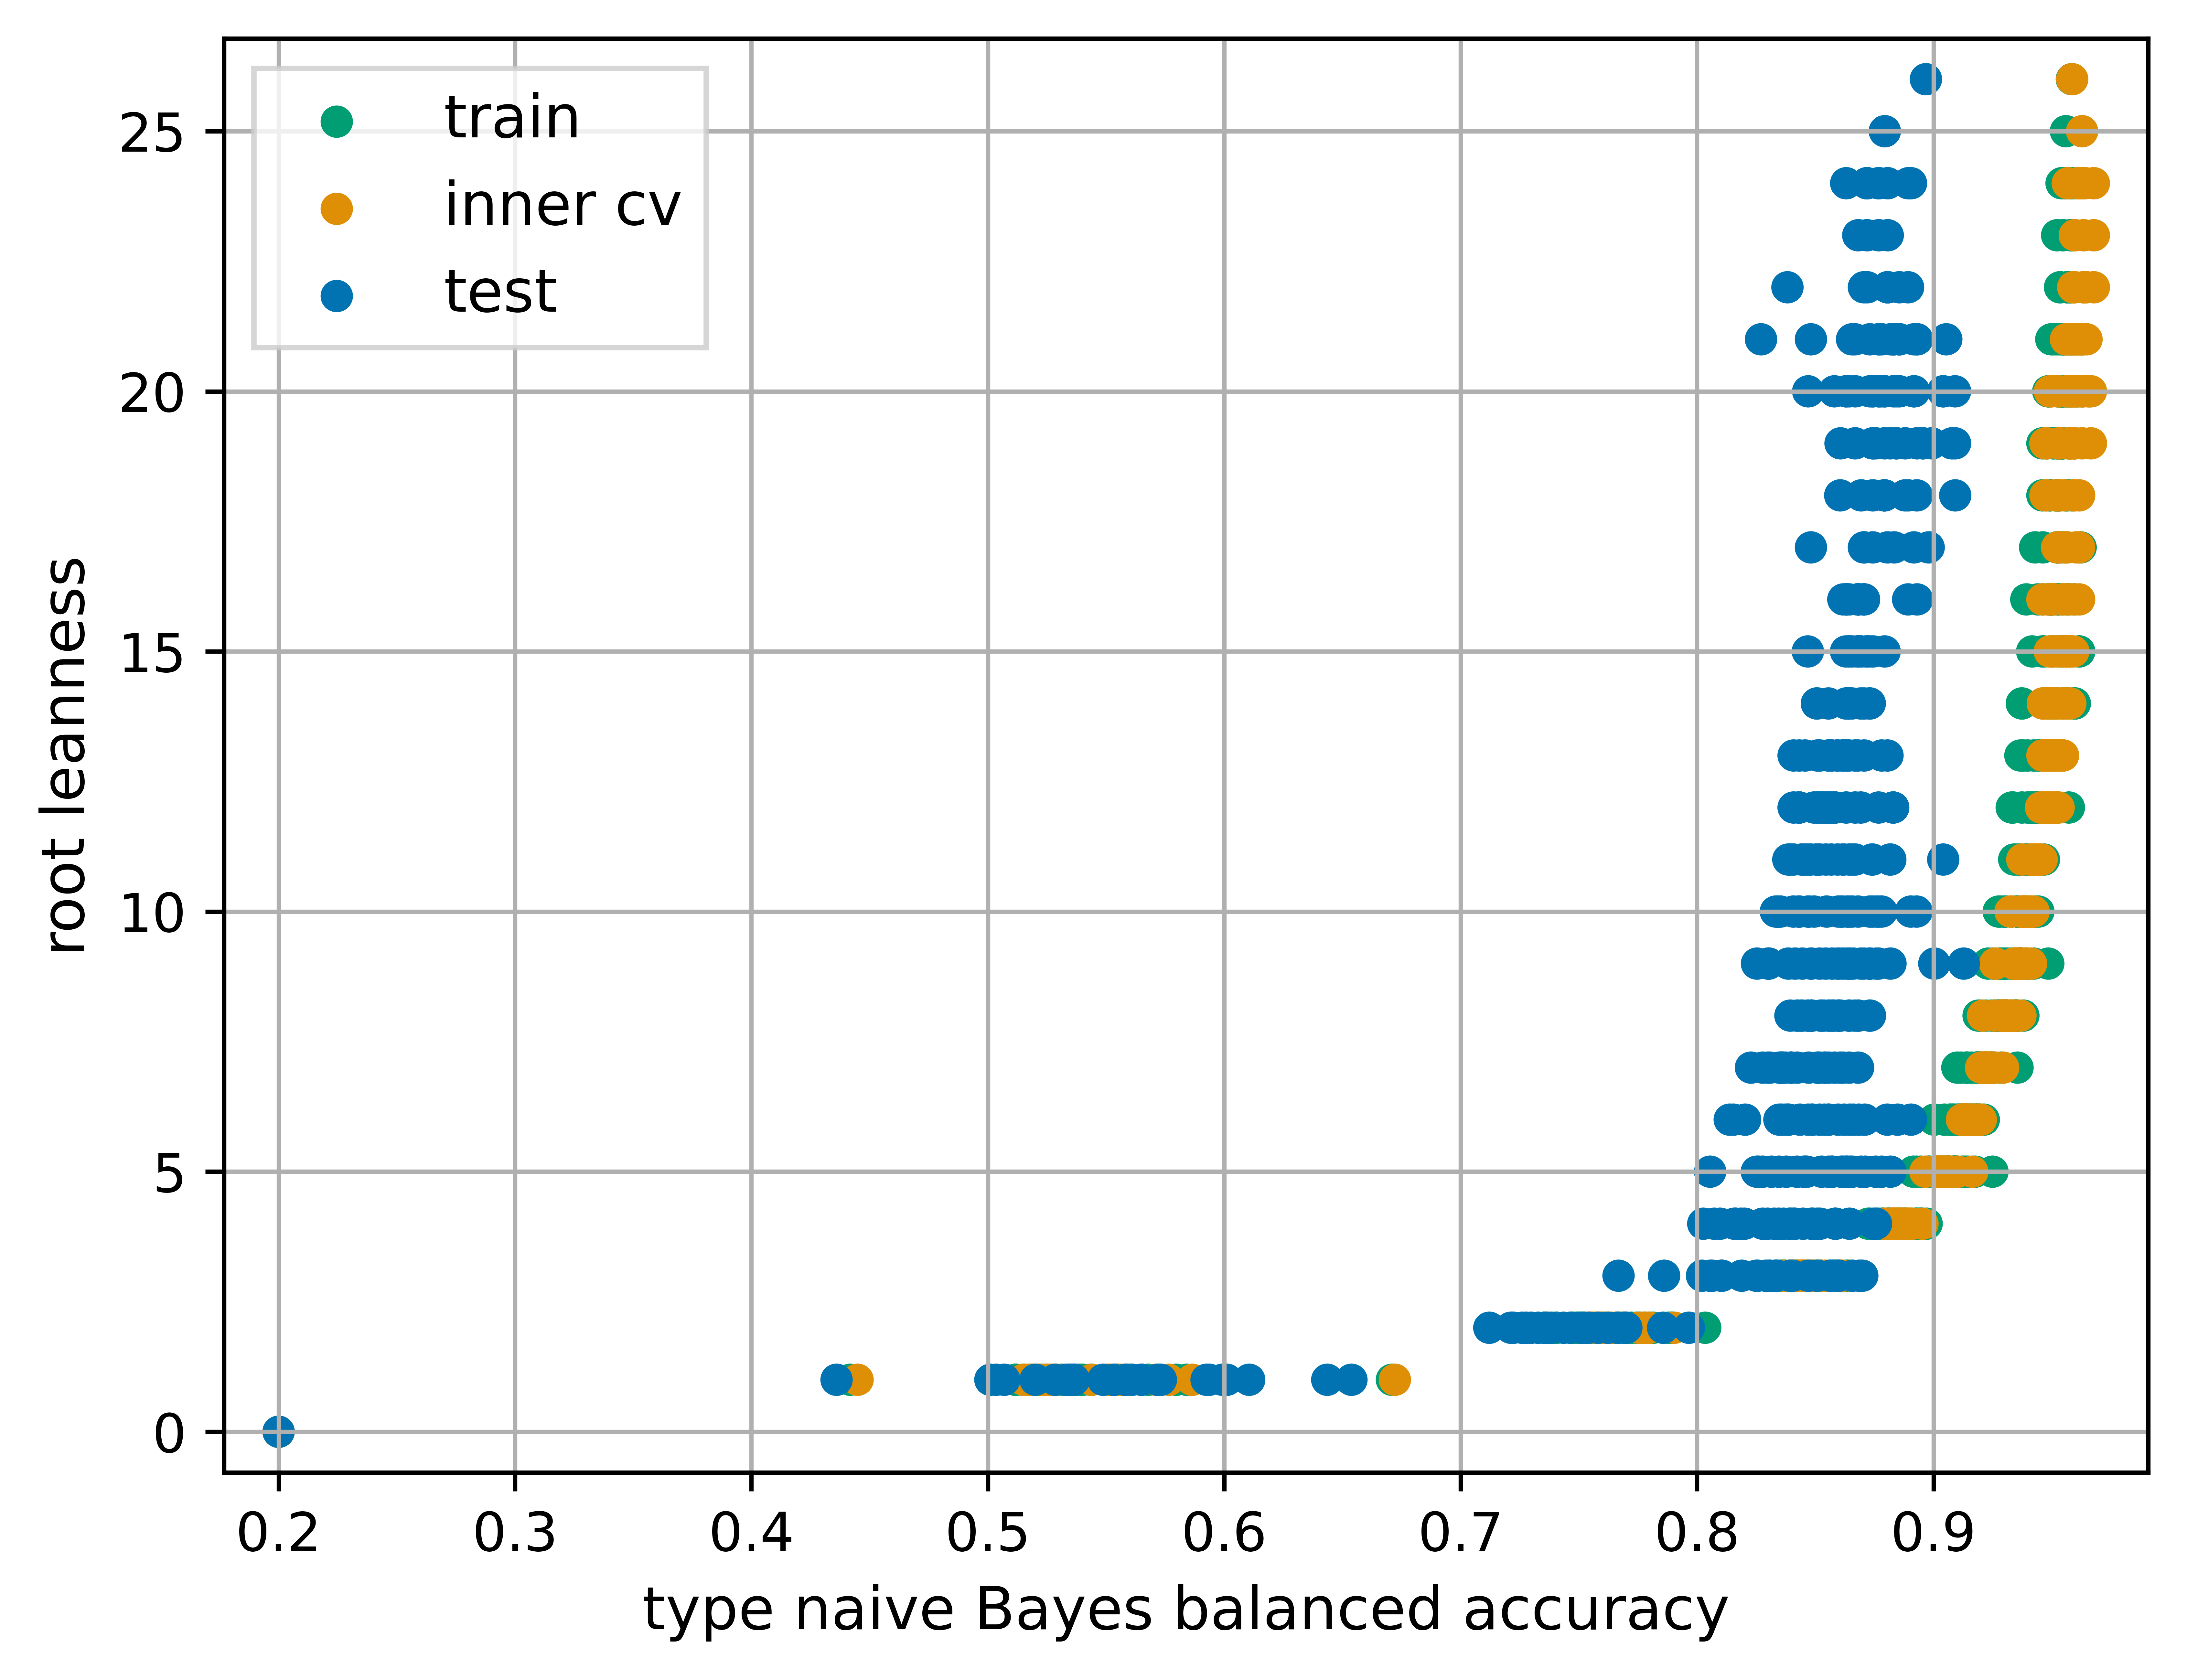 train
inner cv
test
25
20
15
10
5
0
root leanness
0.2 0.3 0.4 0.5 0.6 0.7 0.8 0.9
type naive Bayes balanced accuracy